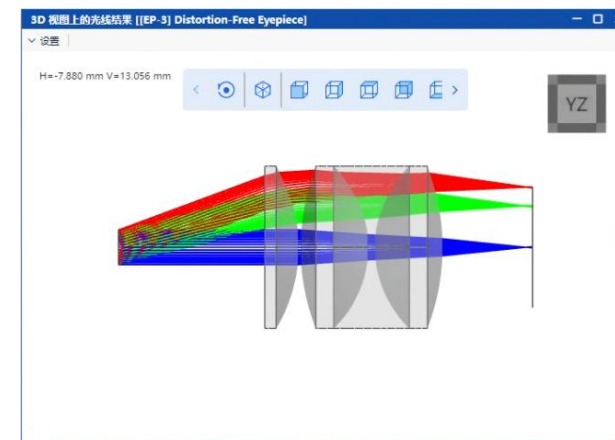 3D 视图上的光线结果 [[EP-3] Distortion-Free Eyepiece]
设置
H=-7.880 mm V=13.056 mm
YZ